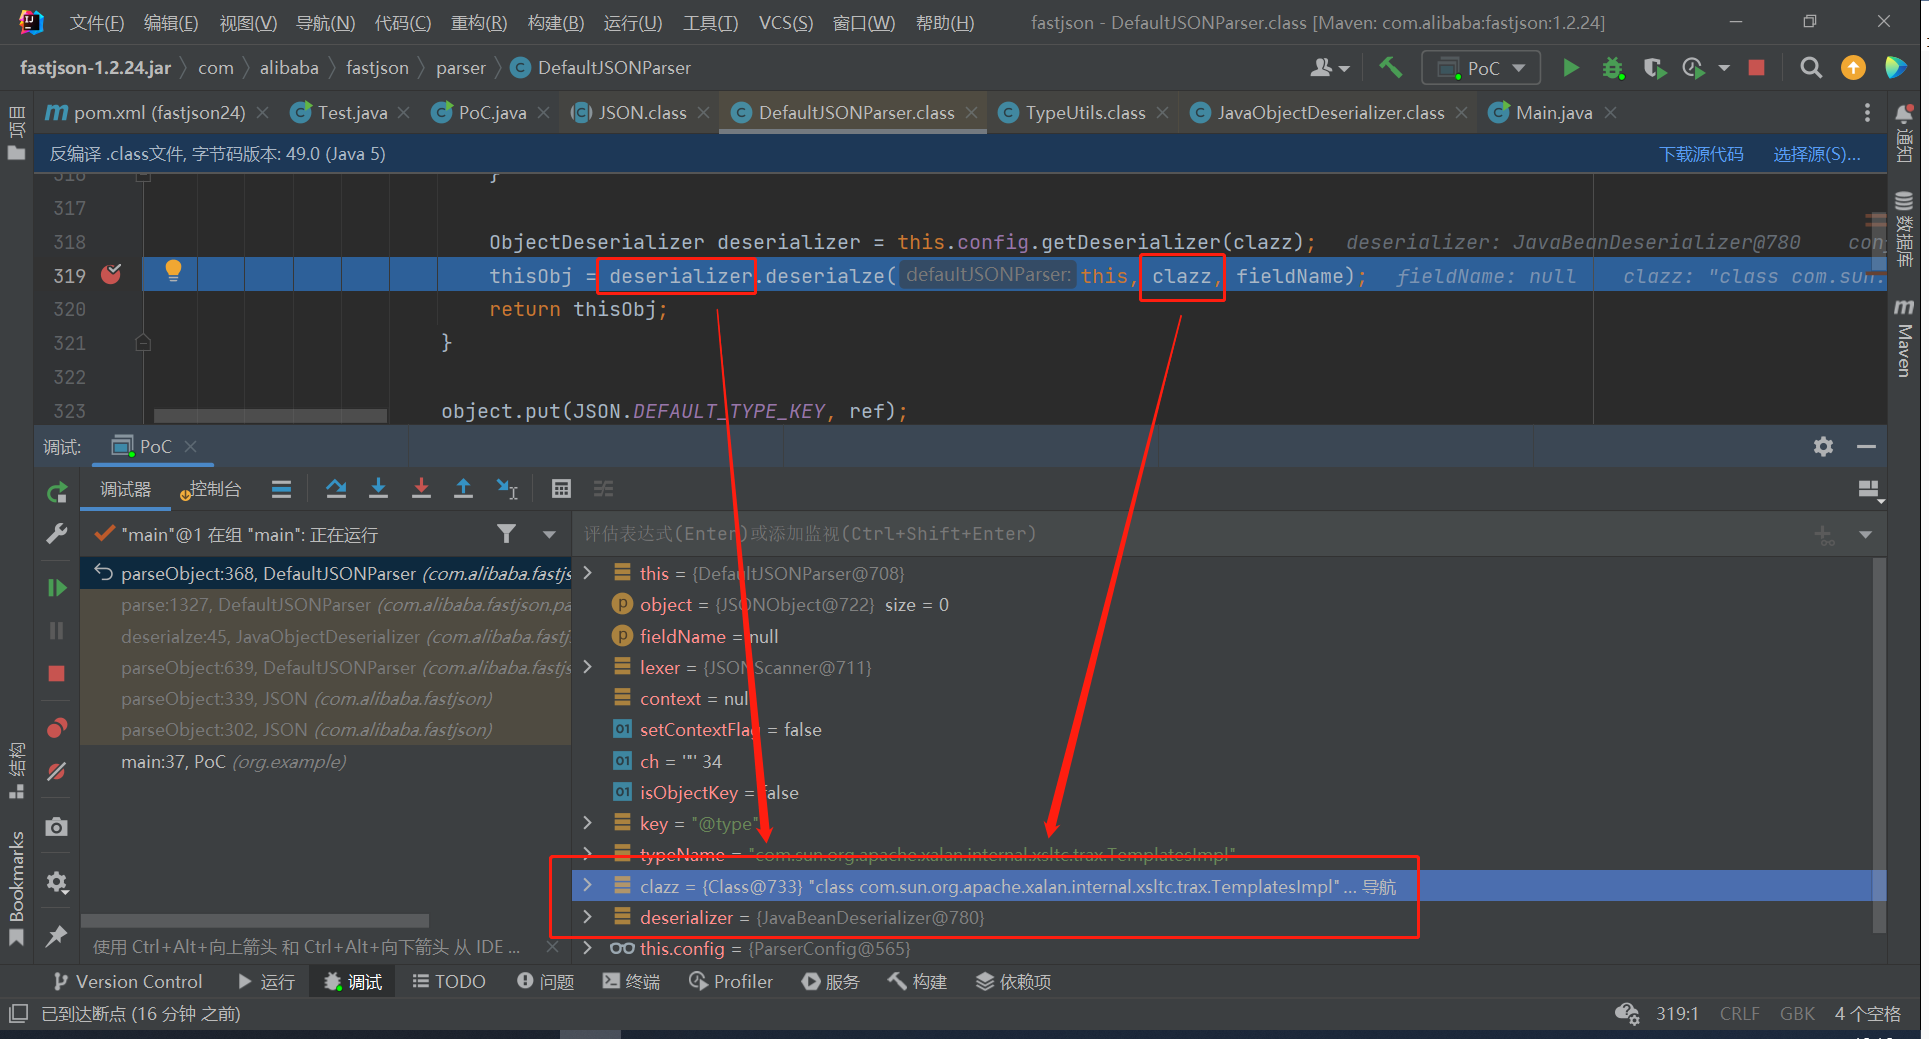 文件(F) 编辑(E) 视图(V) 导航(N) 代码(C) 重构(R) 构建(B) 运行(U) 工具(T) VCS(S) 窗口(W) 帮助(H) fastjson - DefaultJSONParser.class [Maven: com.alibaba:fastjson:1.2.24]
fastjson-1.2.24.jar com alibaba fastjson parser DefaultJSONParser PoC
项目
pom.xml (fastjson24) Test.java PoC.java JSON.class DefaultJSONParser.class TypeUtils.class JavaObjectDeserializer.class Main.java
通知
反编译 .class文件, 字节码版本: 49.0 (Java 5) 下载源代码 选择源(S)...
316 }
317
318 ObjectDeserializer deserializer = this.config.getDeserializer(clazz); deserializer: JavaBeanDeserializer@780 con
319 thisObj = deserializer.deserialze( defaultJSONParser: this, clazz, fieldName); fieldName: null clazz: "class com.sun.
320 return thisObj;
321 }
322
323 object.put(JSON.DEFAULT_TYPE_KEY, ref);
数据库
Maven
调试: PoC
调试器 控制台
"main"@1 在组 "main": 正在运行
评估表达式(Enter)或添加监视(Ctrl+Shift+Enter)
parseObject:368, DefaultJSONParser (com.alibaba.fastjs
parse:1327, DefaultJSONParser (com.alibaba.fastjson.pa
deserialze:45, JavaObjectDeserializer (com.alibaba.fastj
parseObject:639, DefaultJSONParser (com.alibaba.fastjs
parseObject:339, JSON (com.alibaba.fastjson)
parseObject:302, JSON (com.alibaba.fastjson)
main:37, PoC (org.example)
this = {DefaultJSONParser@708}
object = {JSONObject@722} size = 0
fieldName = null
lexer = {JSONScanner@711}
context = null
setContextFlag = false
ch = '"' 34
isObjectKey = false
key = "@type"
typeName = "com.sun.org.apache.xalan.internal.xsltc.trax.TemplatesImpl"
clazz = {Class@733} "class com.sun.org.apache.xalan.internal.xsltc.trax.TemplatesImpl" ... 导航
deserializer = {JavaBeanDeserializer@780}
this.config = {ParserConfig@565}
结构
Bookmarks
使用 Ctrl+Alt+向上箭头 和 Ctrl+Alt+向下箭头 从 IDE ...
Version Control 运行 调试 TODO 问题 终端 Profiler 服务 构建 依赖项
已到达断点 (16 分钟 之前) 319:1 CRLF GBK 4 个空格